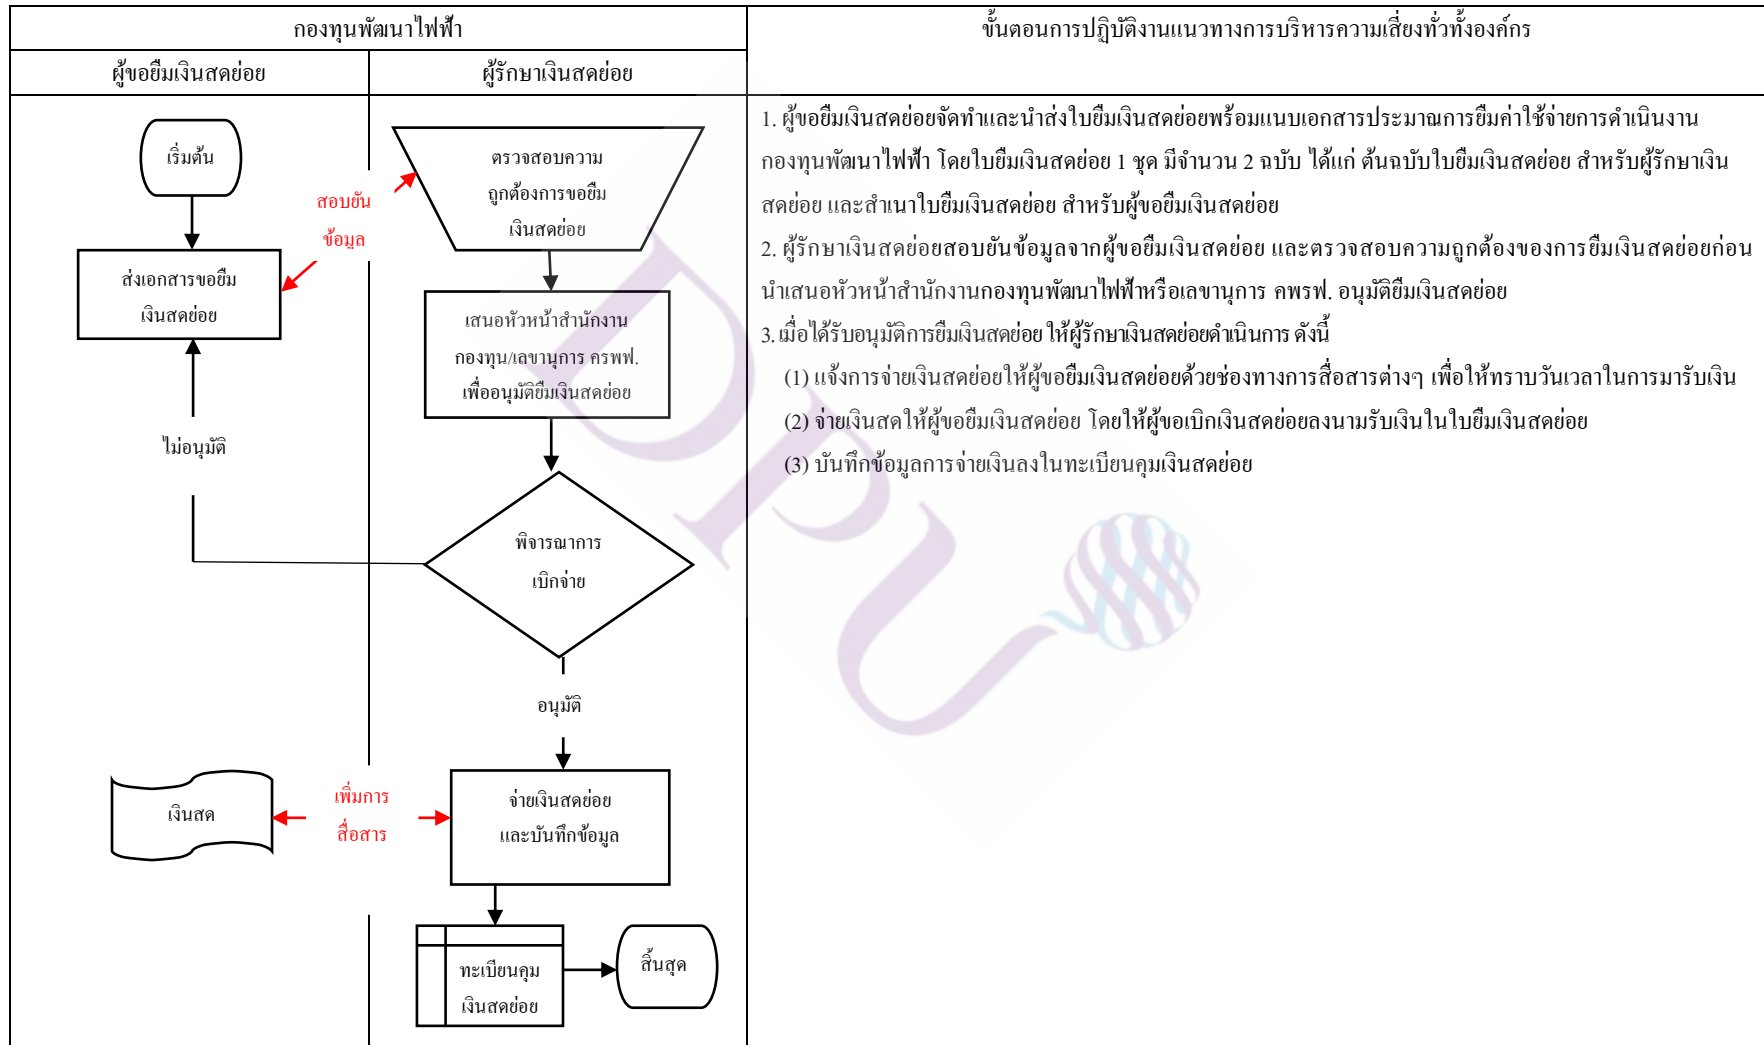 กองทุนพัฒนาไฟฟ้า
ขั้นตอนการปฏิบัติงานแนวทางการบริหารความเสี่ยงทั่วทั้งองค์กร
ผู้ขอยืมเงินสดย่อย
ผู้รักษาเงินสดย่อย
เริ่มต้น
ส่งเอกสารขอยืม
เงินสดย่อย
สอบยัน
ข้อมูล
ตรวจสอบความ
ถูกต้องการขอยืม
เงินสดย่อย
เสนอหัวหน้าสำนักงาน
กองทุน/เลขานุการ ครพฟ.
เพื่ออนุมัติยืมเงินสดย่อย
ไม่อนุมัติ
พิจารณาการ
เบิกจ่าย
อนุมัติ
เงินสด
เพิ่มการ
สื่อสาร
จ่ายเงินสดย่อย
และบันทึกข้อมูล
ทะเบียนคุม
เงินสดย่อย
สิ้นสุด
1. ผู้ขอยืมเงินสดย่อยจัดทำและนำส่งใบยืมเงินสดย่อยพร้อมแนบเอกสารประมาณการยืมค่าใช้จ่ายการดำเนินงาน
กองทุนพัฒนาไฟฟ้า โดยใบยืมเงินสดย่อย 1 ชุด มีจำนวน 2 ฉบับ ได้แก่ ต้นฉบับใบยืมเงินสดย่อย สำหรับผู้รักษาเงิน
สดย่อย และสำเนาใบยืมเงินสดย่อย สำหรับผู้ขอยืมเงินสดย่อย
2. ผู้รักษาเงินสดย่อยสอบยันข้อมูลจากผู้ขอยืมเงินสดย่อย และตรวจสอบความถูกต้องของการยืมเงินสดย่อยก่อน
นำเสนอหัวหน้าสำนักงานกองทุนพัฒนาไฟฟ้าหรือเลขานุการ คพรฟ. อนุมัติยืมเงินสดย่อย
3. เมื่อได้รับอนุมัติการยืมเงินสดย่อย ให้ผู้รักษาเงินสดย่อยดำเนินการ ดังนี้
(1) แจ้งการจ่ายเงินสดย่อยให้ผู้ขอยืมเงินสดย่อยด้วยช่องทางการสื่อสารต่างๆ เพื่อให้ทราบวันเวลาในการมารับเงิน
(2) จ่ายเงินสดให้ผู้ขอยืมเงินสดย่อย โดยให้ผู้ขอเบิกเงินสดย่อยลงนามรับเงินในใบยืมเงินสดย่อย
(3) บันทึกข้อมูลการจ่ายเงินลงในทะเบียนคุมเงินสดย่อย
DPU